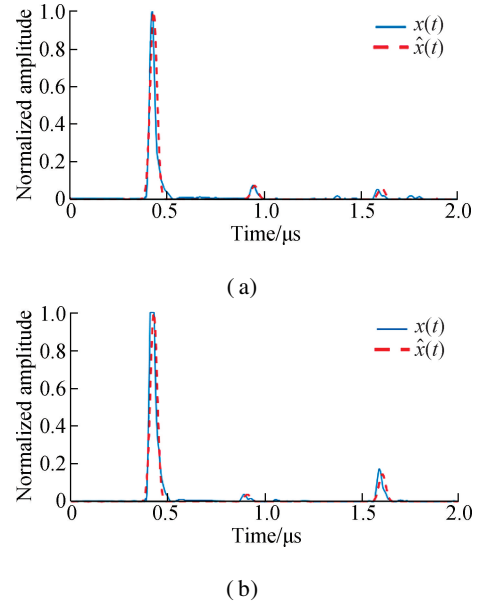 1.0
0.8
0.6
0.4
0.2
0
Normalized amplitude
x(t)
x̂(t)
0 0.5 1.0 1.5 2.0
Time/μs
(a)
1.0
0.8
0.6
0.4
0.2
0
Normalized amplitude
x(t)
x̂(t)
0 0.5 1.0 1.5 2.0
Time/μs
(b)